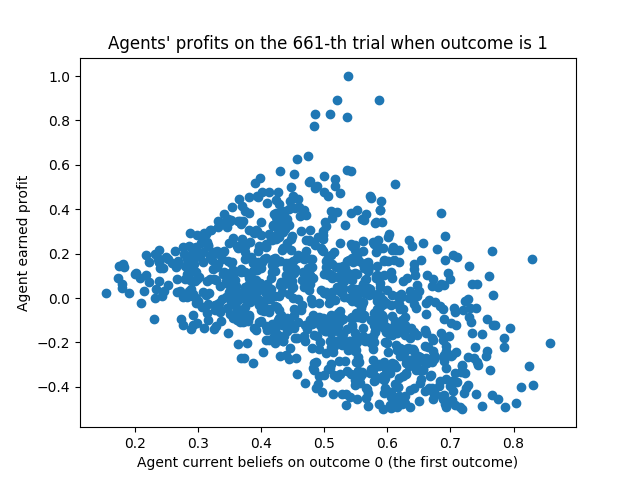 Agents' profits on the 661-th trial when outcome is 1
1.0
0.8
0.6
0.4
0.2
0.0
−0.2
−0.4
Agent earned profit
0.2 0.3 0.4 0.5 0.6 0.7 0.8
Agent current beliefs on outcome 0 (the first outcome)